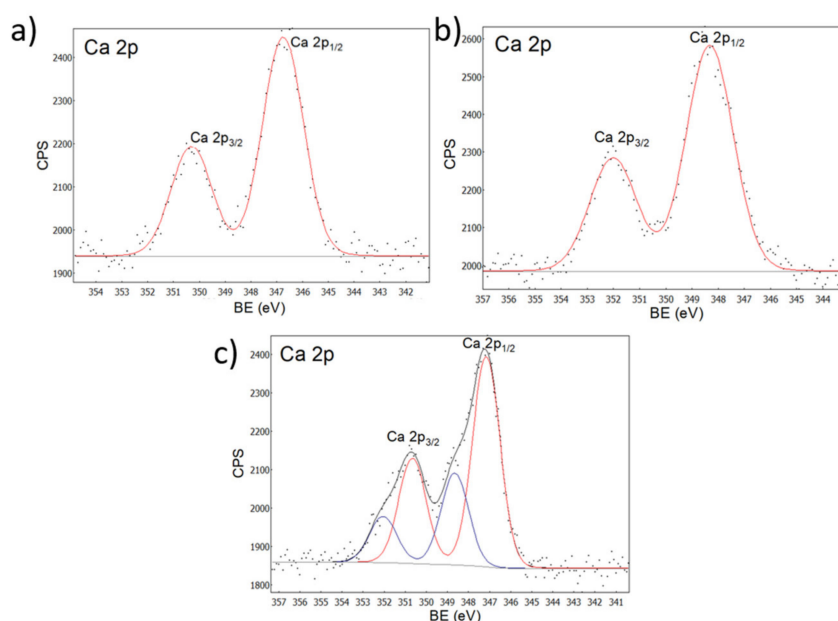 a)
Ca 2p
Ca 2p1/2
Ca 2p3/2
CPS
2400
2300
2200
2100
2000
1900
354 353 352 351 350 349 348 347 346 345 344 343 342
BE (eV)
b)
Ca 2p
Ca 2p1/2
Ca 2p3/2
CPS
2600
2500
2400
2300
2200
2100
2000
357 356 355 354 353 352 351 350 349 348 347 346 345 344
BE (eV)
c)
Ca 2p
Ca 2p1/2
Ca 2p3/2
CPS
2400
2300
2200
2100
2000
1900
1800
357 356 355 354 353 352 351 350 349 348 347 346 345 344 343 342 341
BE (eV)